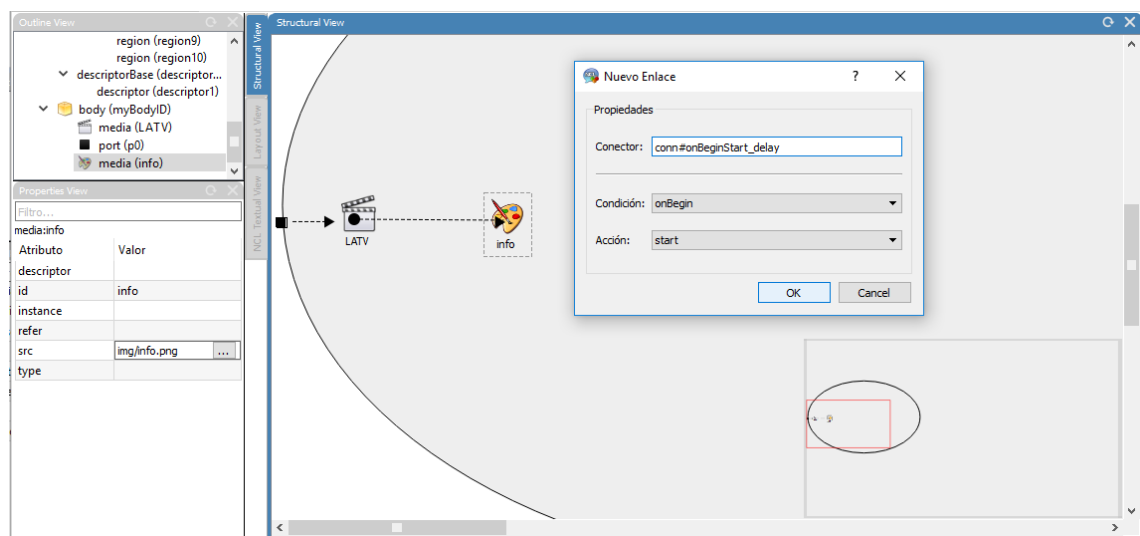 Outline View
region (region9)
region (region10)
descriptorBase (descriptor...
descriptor (descriptor1)
body (myBodyID)
media (LATV)
port (p0)
media (info)
Properties View
Filtro...
media:info
Atributo Valor
descriptor
id info
instance
refer
src img/info.png ...
type
Structural View
Layout View
NCL Textual View
Structural View
LATV
info
Nuevo Enlace ?
Propiedades
Conector: conn#onBeginStart_delay
Condición: onBegin
Acción: start
OK Cancel